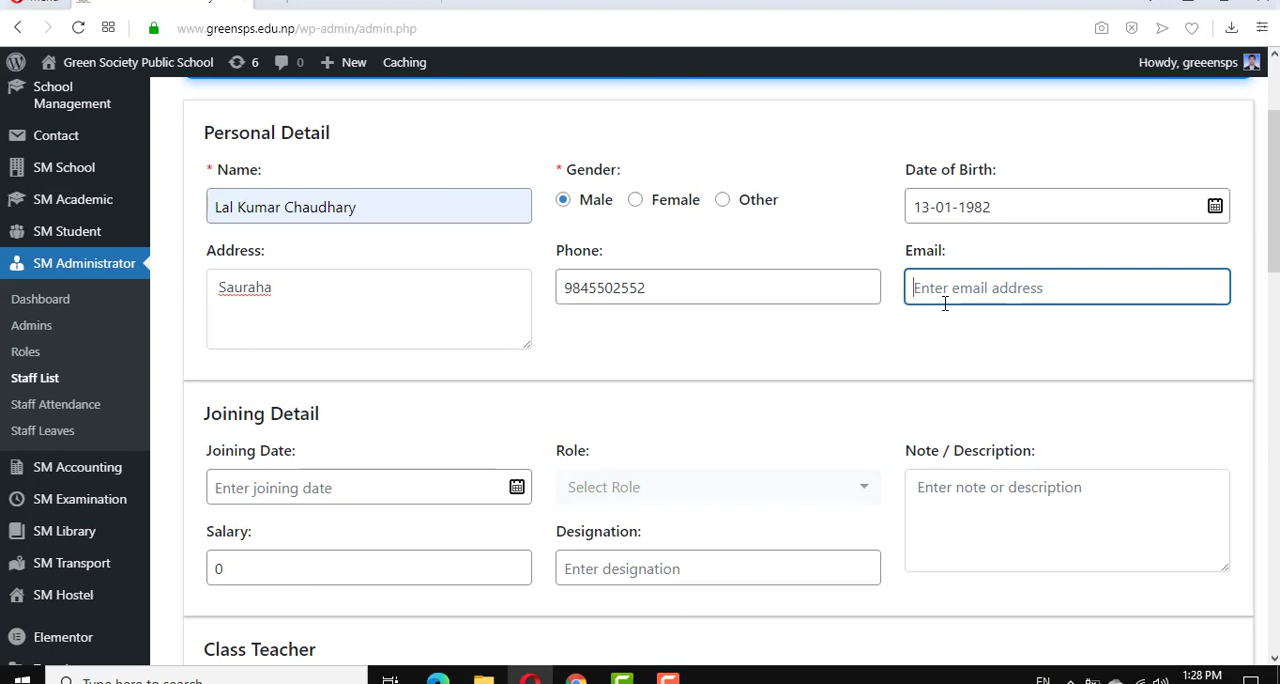 www.greensps.edu.np/wp-admin/admin.php
Green Society Public School 6 0 New Caching Howdy, greeensps
School
Management
Contact
SM School
SM Academic
SM Student
SM Administrator
Dashboard
Admins
Roles
Staff List
Staff Attendance
Staff Leaves
SM Accounting
SM Examination
SM Library
SM Transport
SM Hostel
Elementor
Personal Detail
* Name: * Gender: Date of Birth:
Lal Kumar Chaudhary Male Female Other 13-01-1982
Address: Phone: Email:
Sauraha 9845502552 Enter email address
Joining Detail
Joining Date: Role: Note / Description:
Enter joining date Select Role Enter note or description
Salary: Designation:
0 Enter designation
Class Teacher
Type here to search
EN 1:28 PM